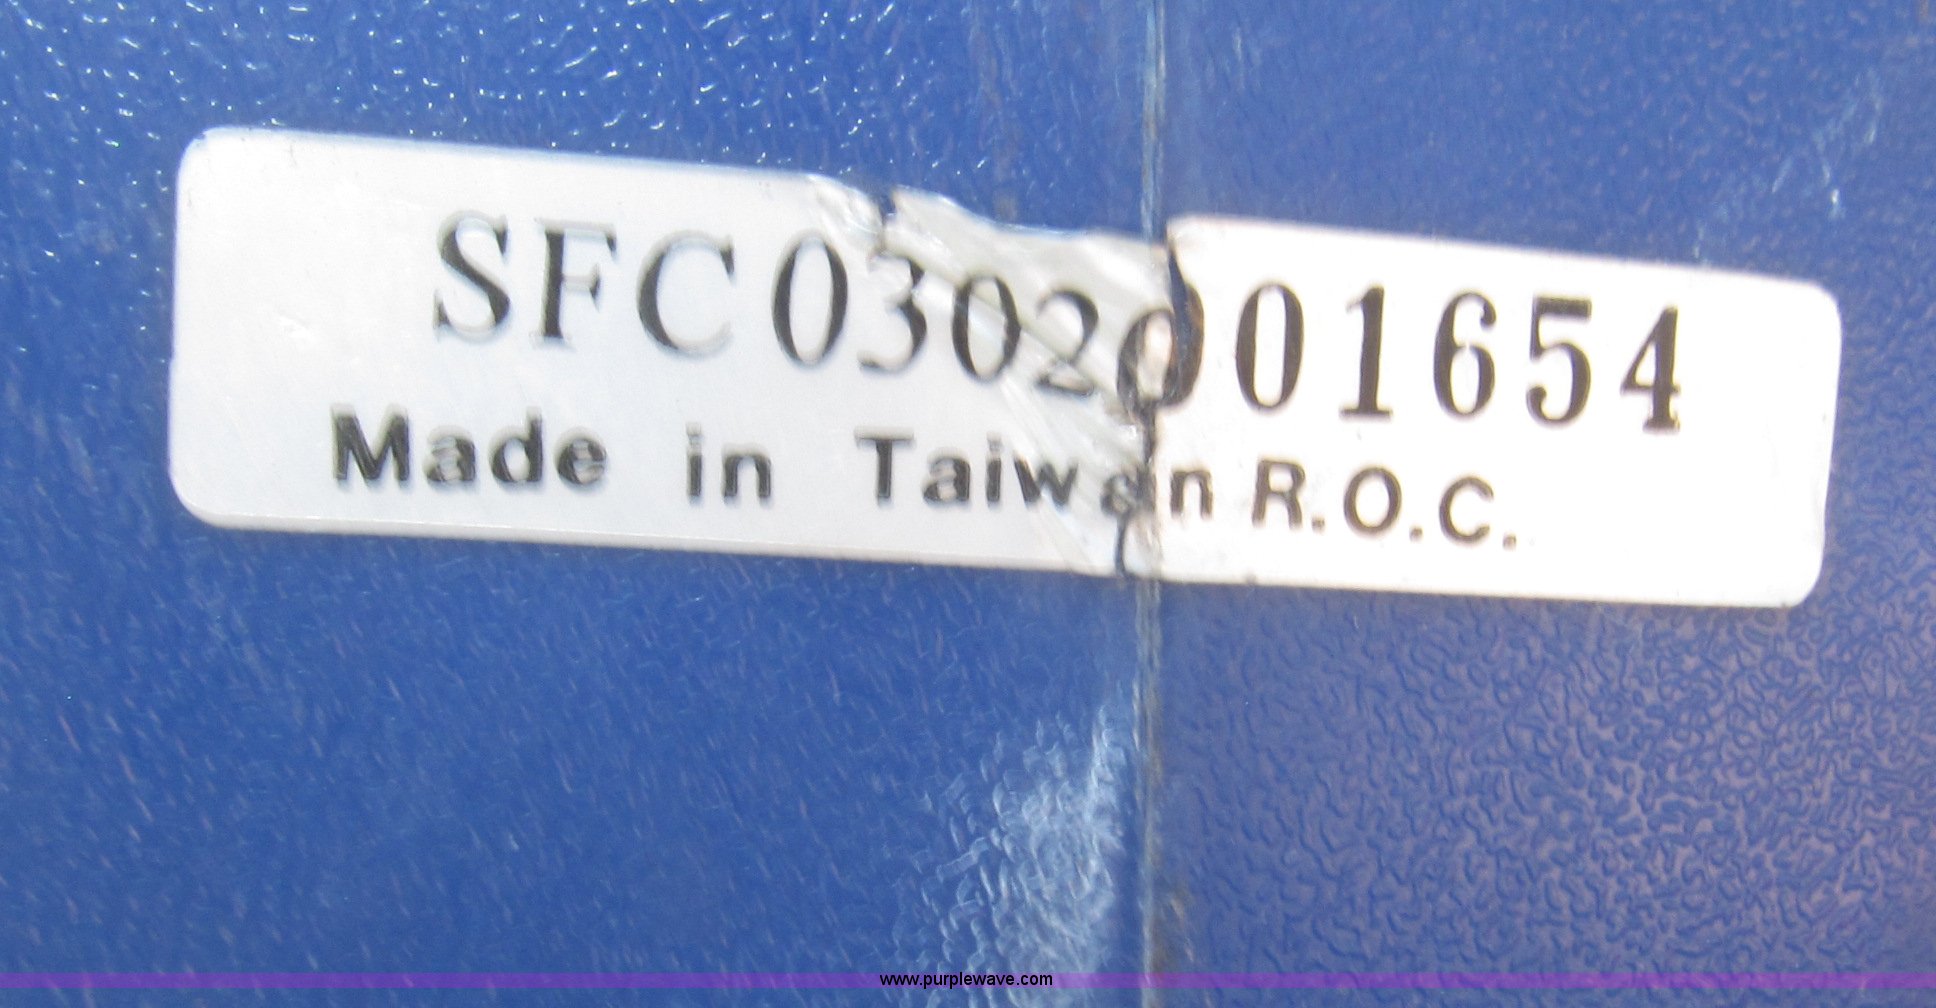 SFC0302001654
Made in Taiwan R.O.C.
www.purplewave.com